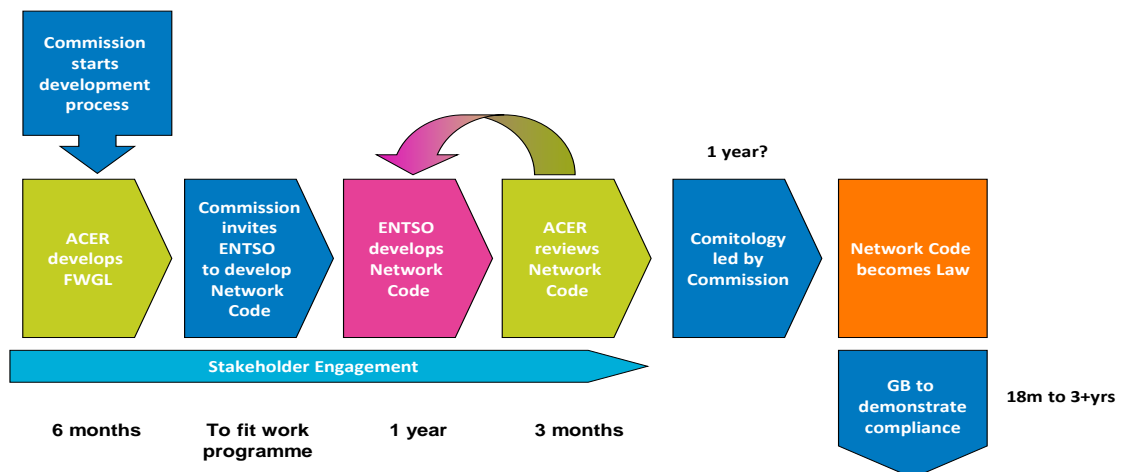 Commission
starts
development
process
1 year?
ACER
develops
FWGL
Commission
invites
ENTSO
to develop
Network
Code
ENTSO
develops
Network
Code
ACER
reviews
Network
Code
Comitology
led by
Commission
Network Code
becomes Law
Stakeholder Engagement
GB to
demonstrate
compliance
18m to 3+yrs
6 months
To fit work
programme
1 year
3 months